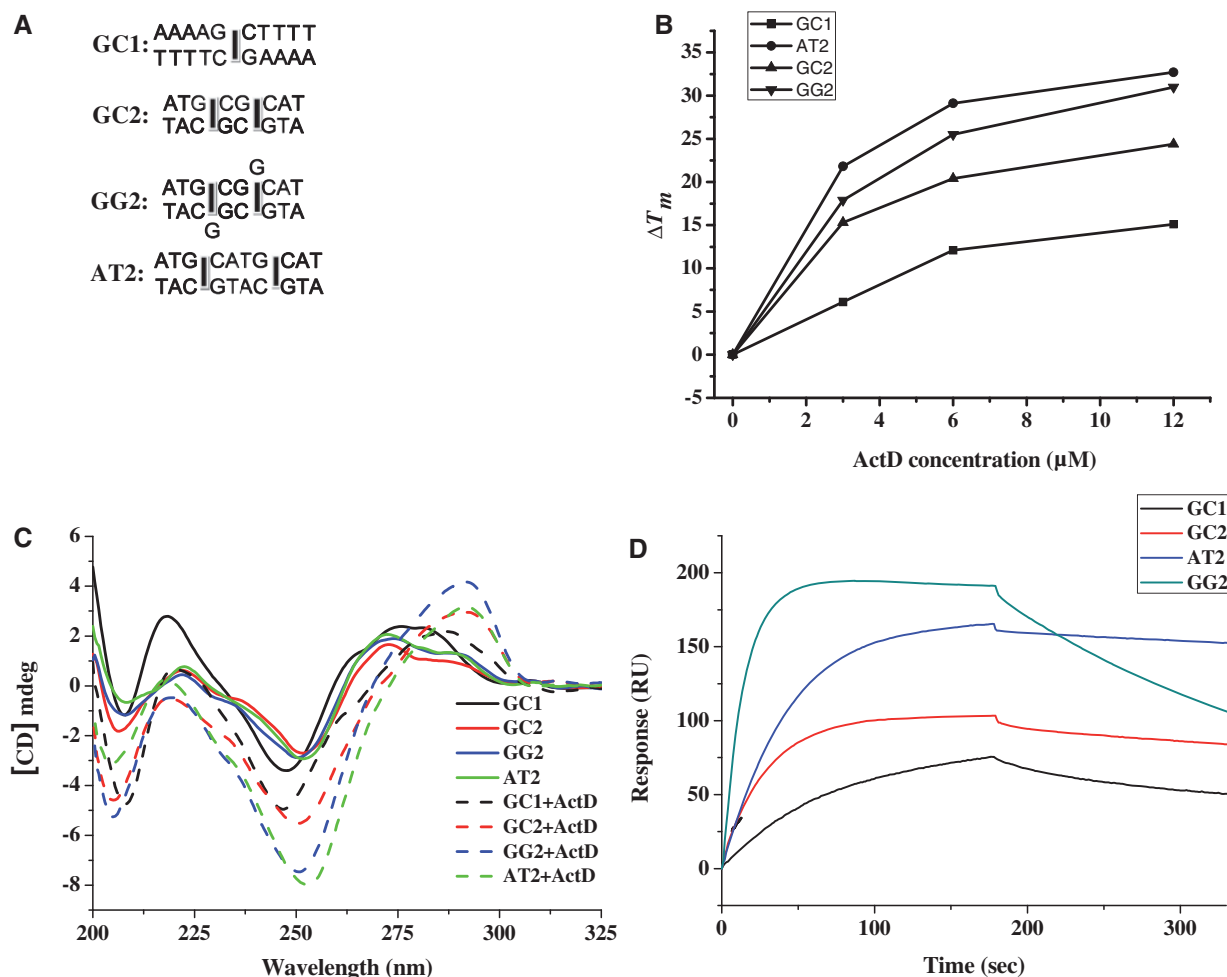 A
GC1:
AAAAG CTTTT
TTTTC GAAAA
GC2:
ATG CG CAT
TAC GC GTA
GG2:
G
ATG CG CAT
TAC GC GTA
G
AT2:
ATG CATG CAT
TAC GTAC GTA
B
GC1
AT2
GC2
GG2
35
30
25
20
15
10
5
0
-5
ΔTm
0 2 4 6 8 10 12
ActD concentration (µM)
C
6
4
2
0
-2
-4
-6
-8
[CD] mdeg
GC1
GC2
GG2
AT2
GC1+ActD
GC2+ActD
GG2+ActD
AT2+ActD
200 225 250 275 300 325
Wavelength (nm)
D
GC1
GC2
AT2
GG2
200
150
100
50
0
Response (RU)
0 100 200 300
Time (sec)